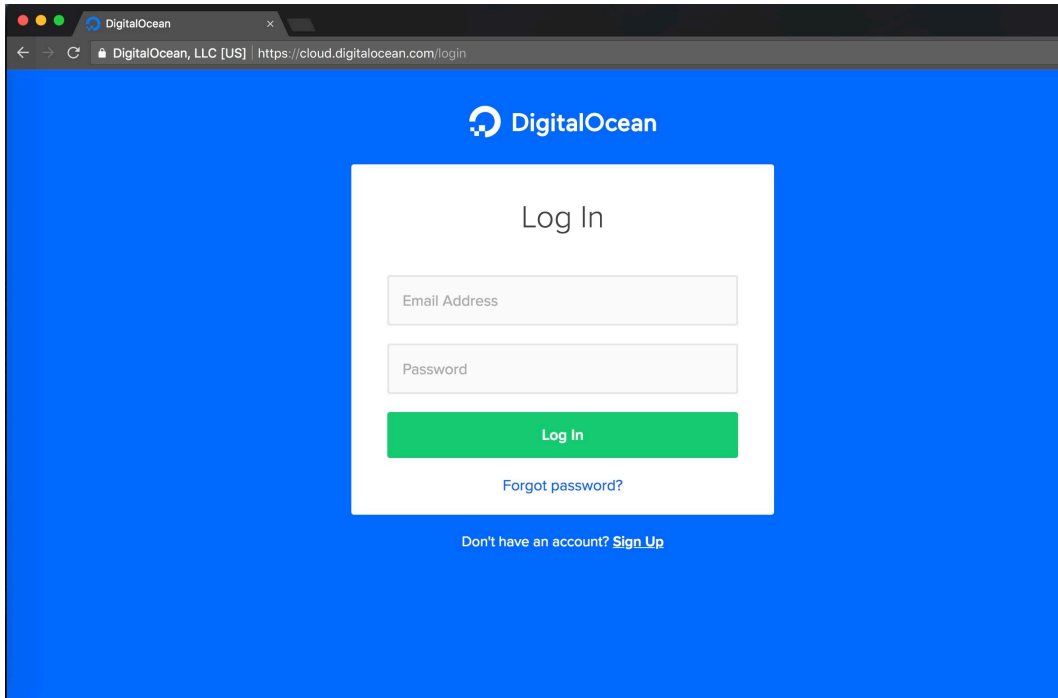 DigitalOcean
DigitalOcean, LLC [US] https://cloud.digitalocean.com/login
DigitalOcean
Log In
Email Address
Password
Log In
Forgot password?
Don't have an account? Sign Up